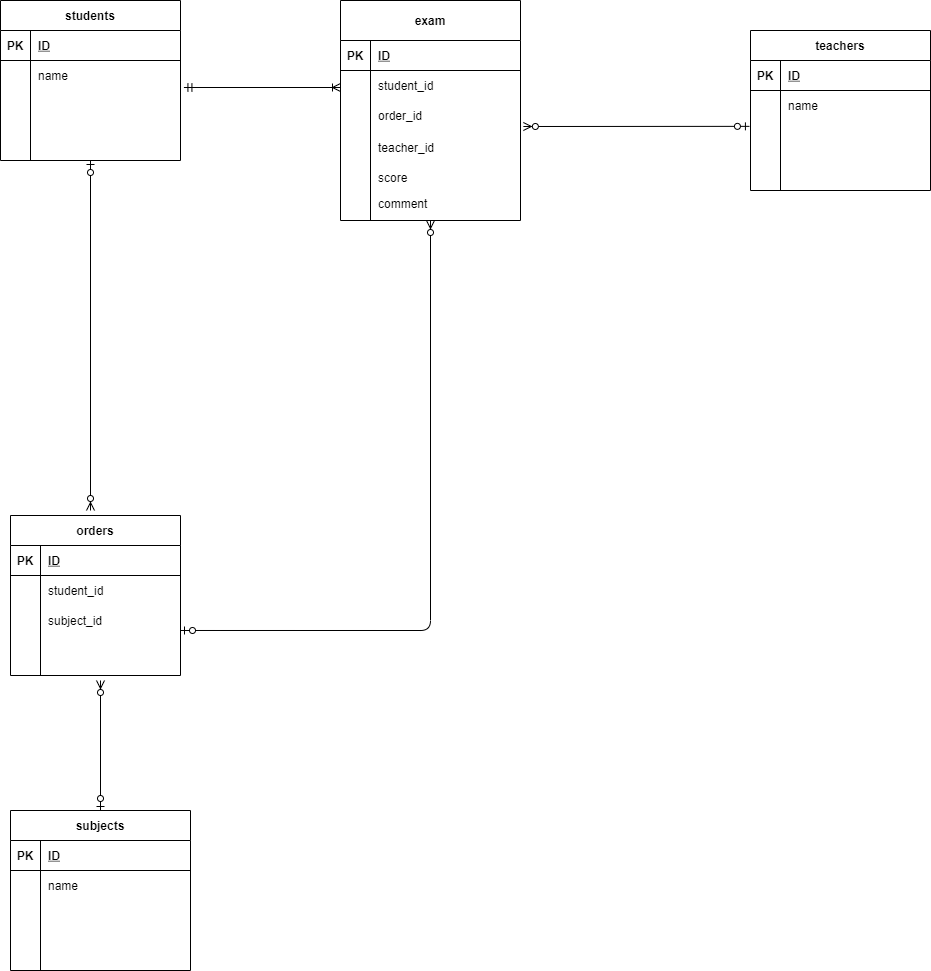 students
PK ID
name
exam
PK ID
student_id
order_id
teacher_id
score
comment
teachers
PK ID
name
orders
PK ID
student_id
subject_id
subjects
PK ID
name